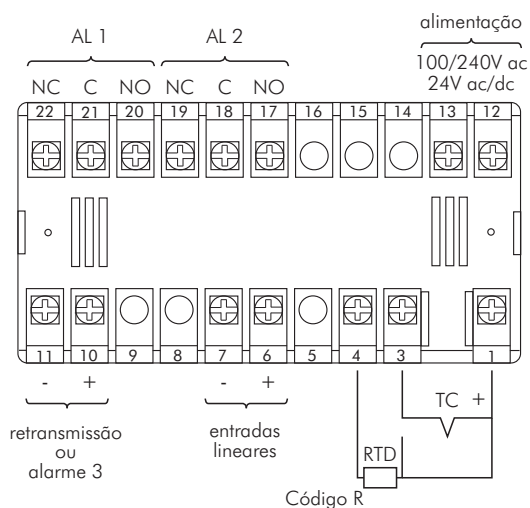 alimentação
AL 1 AL 2
100/240V ac
24V ac/dc
NC C NO NC C NO
22 21 20 19 18 17 16 15 14 13 12
11 10 9 8 7 6 5 4 3 1
- + - +
TC +
retransmissão
ou
alarme 3
entradas
lineares
RTD
Código R